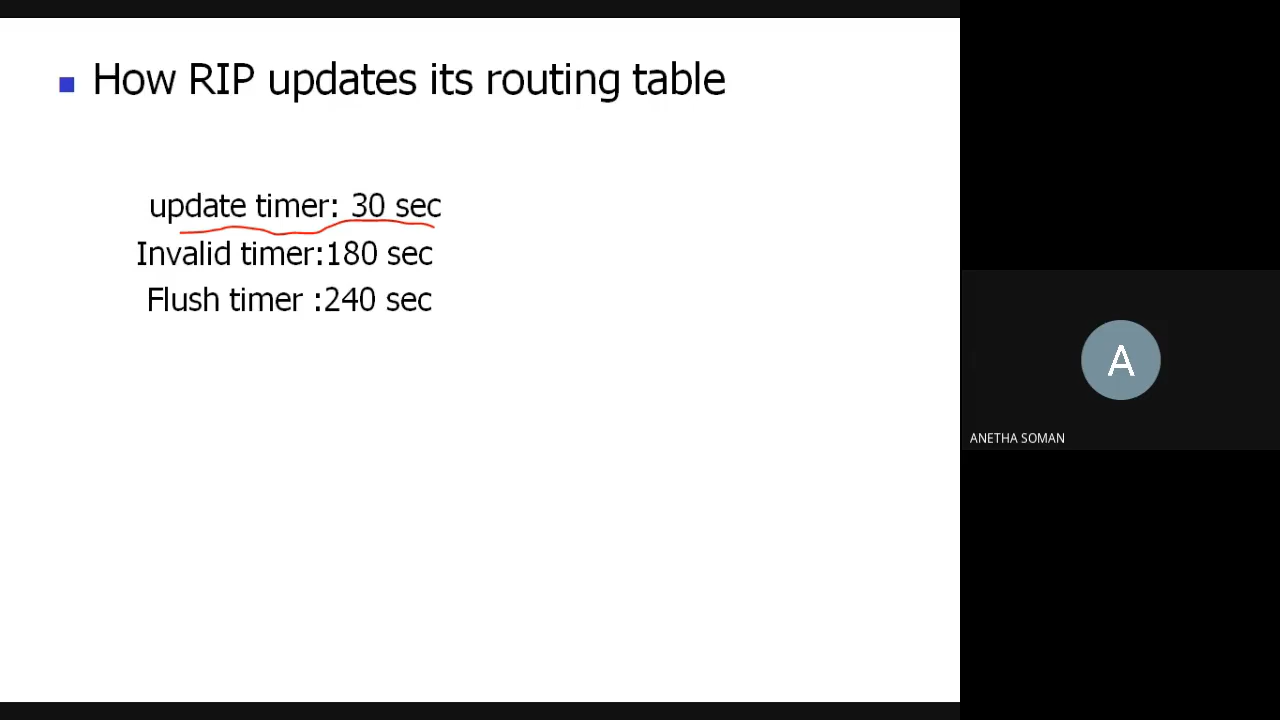 How RIP updates its routing table
update timer: 30 sec
Invalid timer:180 sec
Flush timer :240 sec
A
ANETHA SOMAN